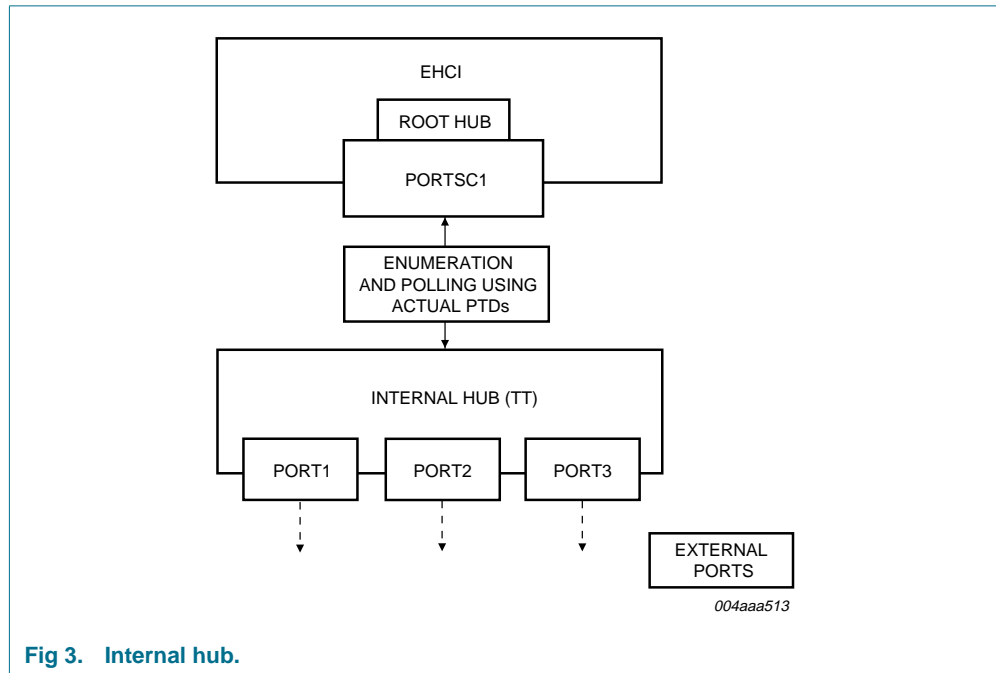 EHCI
ROOT HUB
PORTSC1
ENUMERATION
AND POLLING USING
ACTUAL PTDs
INTERNAL HUB (TT)
PORT1
PORT2
PORT3
EXTERNAL
PORTS
004aaa513
Fig 3. Internal hub.